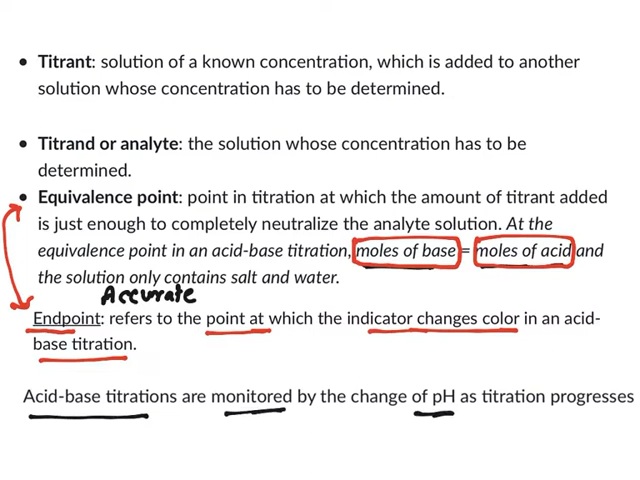 • Titrant: solution of a known concentration, which is added to another
solution whose concentration has to be determined.
• Titrand or analyte: the solution whose concentration has to be
determined.
• Equivalence point: point in titration at which the amount of titrant added
is just enough to completely neutralize the analyte solution. At the
equivalence point in an acid-base titration, moles of base = moles of acid and
the solution only contains salt and water.
Accurate
Endpoint: refers to the point at which the indicator changes color in an acid-
base titration.
Acid-base titrations are monitored by the change of pH as titration progresses